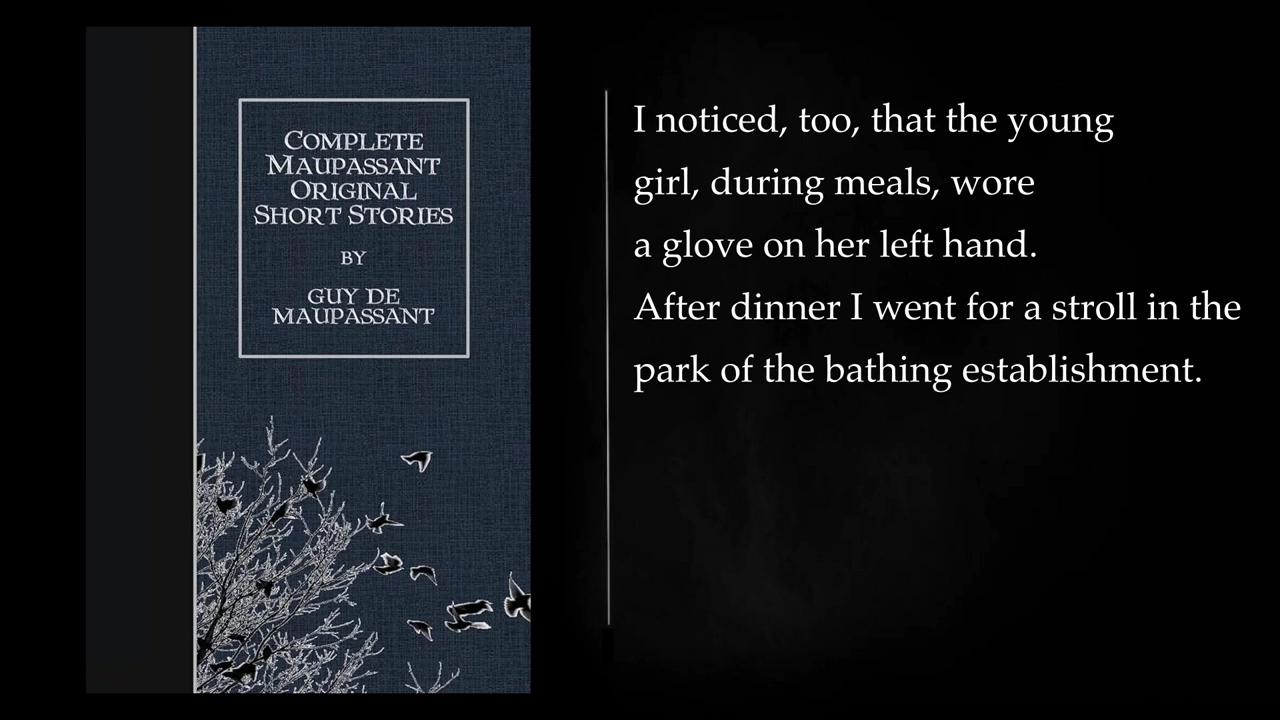 COMPLETE
MAUPASSANT
ORIGINAL
SHORT STORIES
BY
GUY DE
MAUPASSANT
I noticed, too, that the young
girl, during meals, wore
a glove on her left hand.
After dinner I went for a stroll in the
park of the bathing establishment.